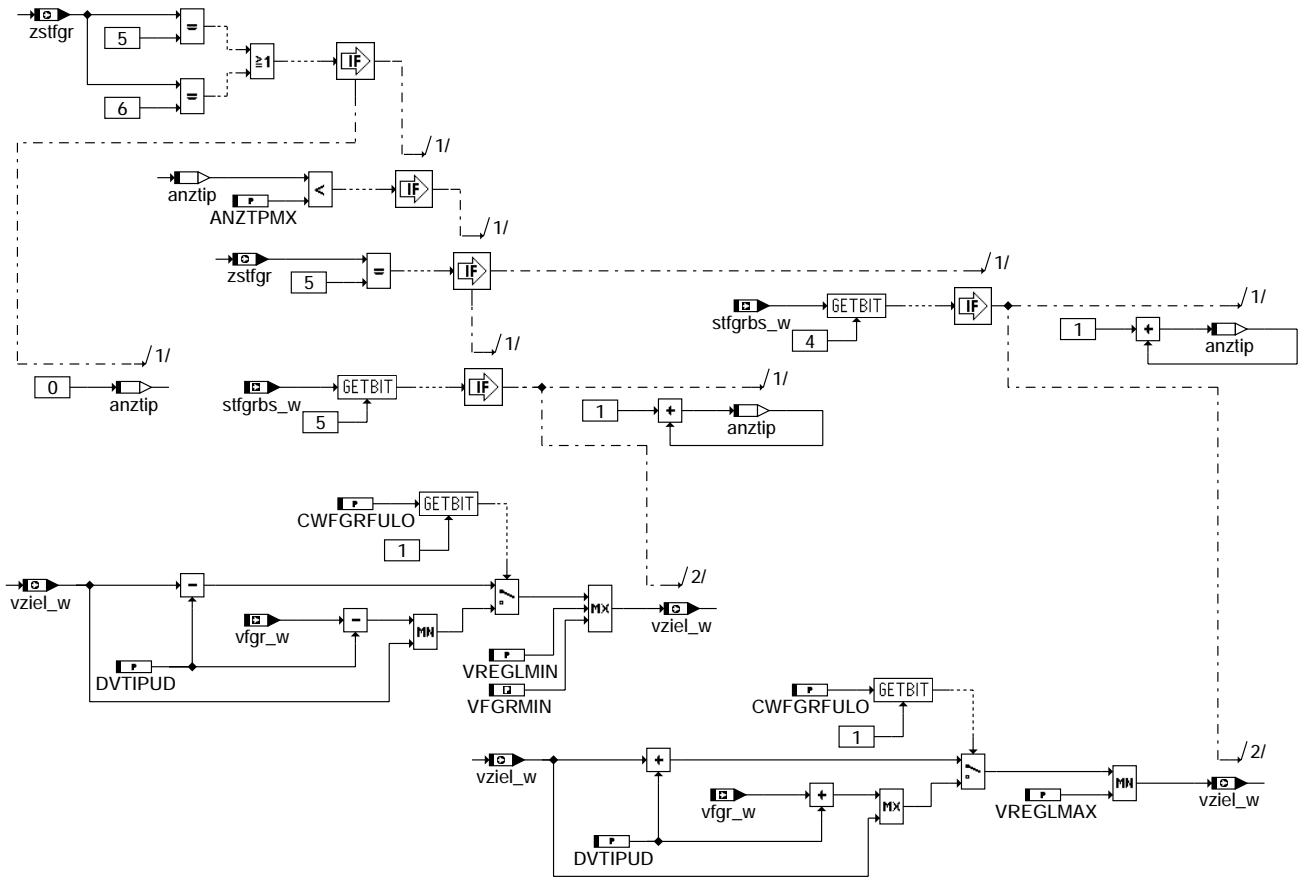 zstfgr
5
=
6
=
≧1
IF
1/
anztip
ANZTPMX
<
IF
1/
zstfgr
5
=
IF
1/
1/
stfgrbs_w
GETBIT
4
IF
1/
1
+
anztip
1/
0
anztip
stfgrbs_w
GETBIT
5
IF
1/
1
+
anztip
CWFGRFULO
GETBIT
1
2/
vziel_w
-
vfgr_w
-
MN
MX
vziel_w
DVTIPUD
VREGLMIN
VFGRMIN
CWFGRFULO
GETBIT
1
2/
vziel_w
+
vfgr_w
+
MX
MN
vziel_w
VREGLMAX
DVTIPUD